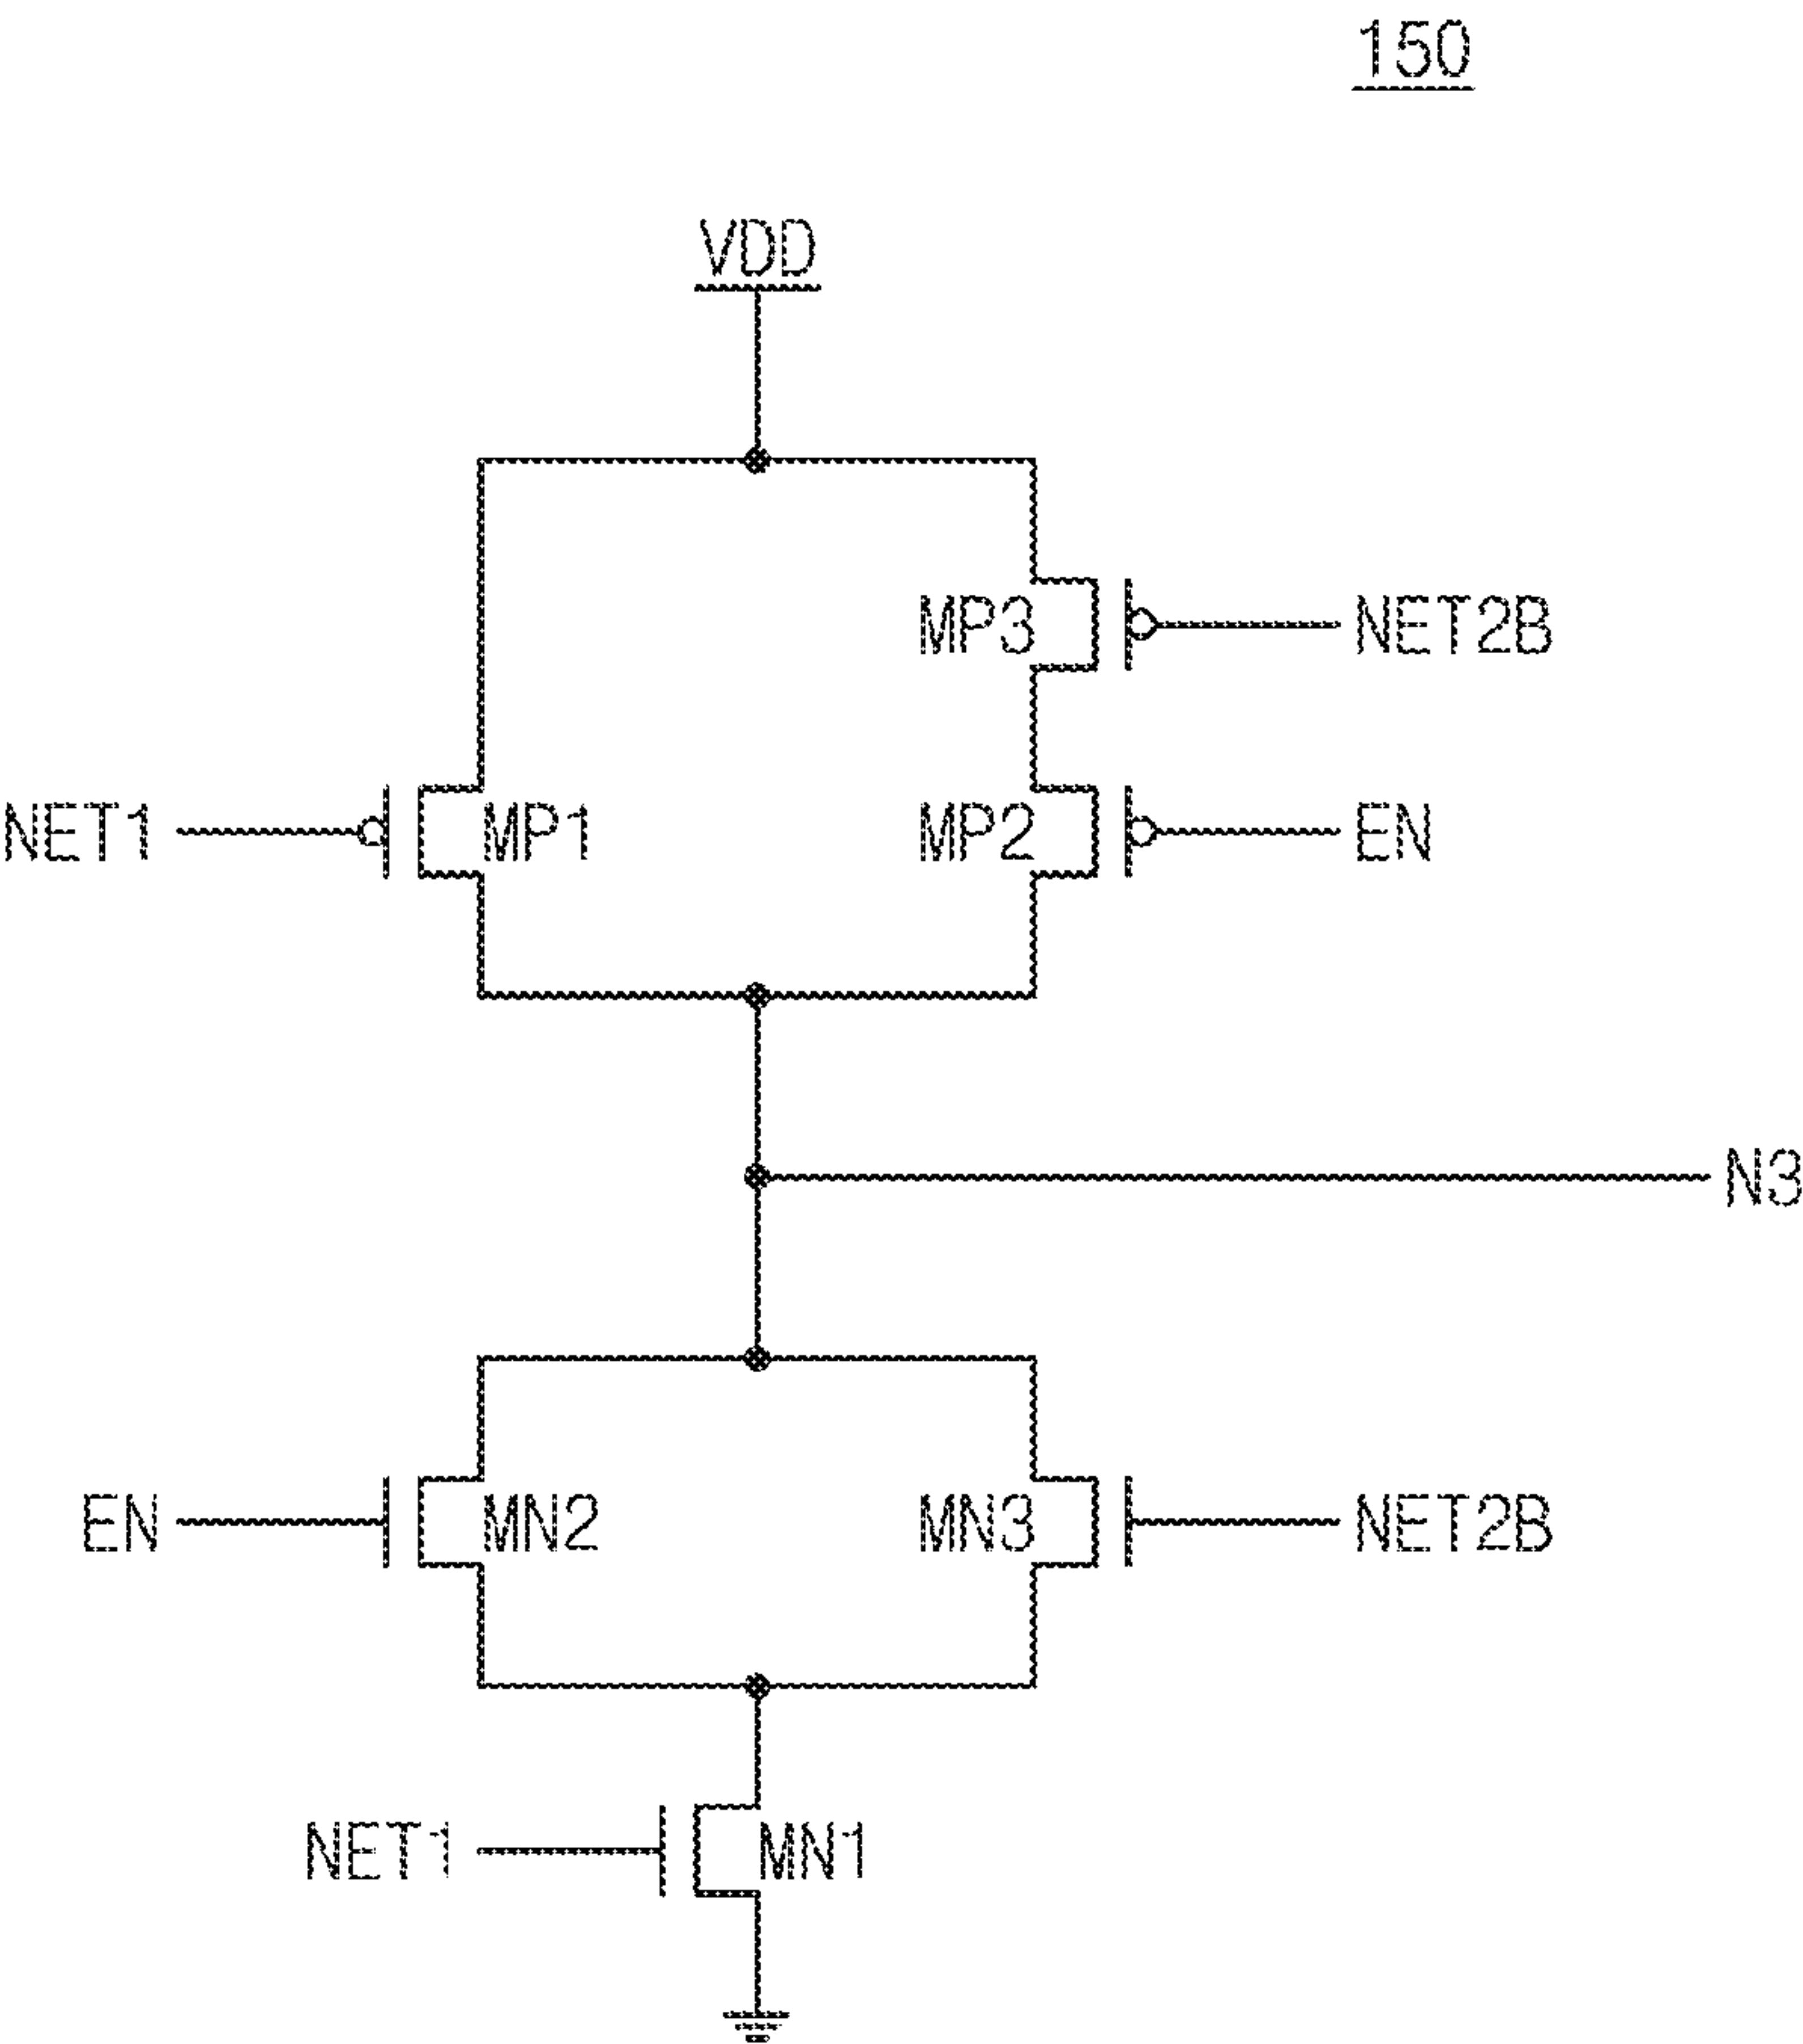 150
VDD
MP3 NET2B
NET1 MP1 MP2 EN
N3
EN MN2 MN3 NET2B
NET1 MN1